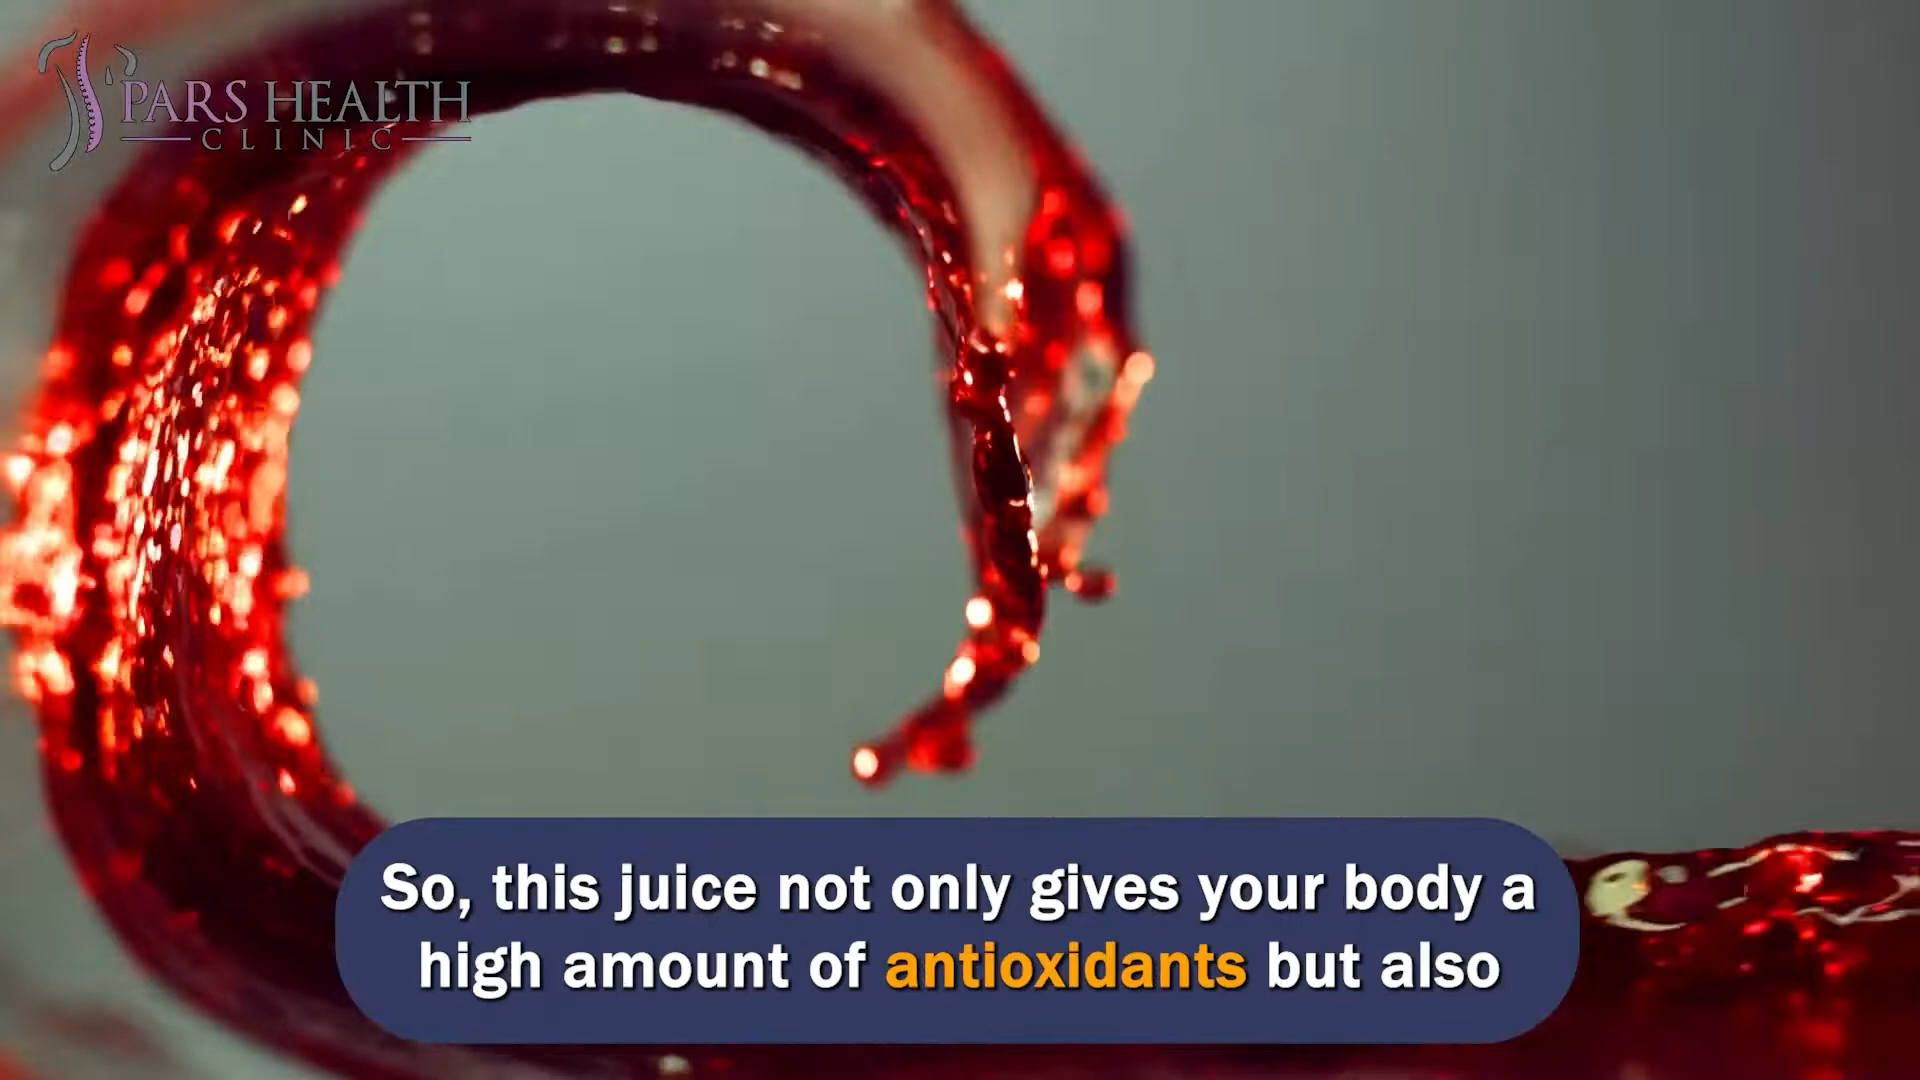 PARS HEALTH
CLINIC
So, this juice not only gives your body a
high amount of antioxidants but also